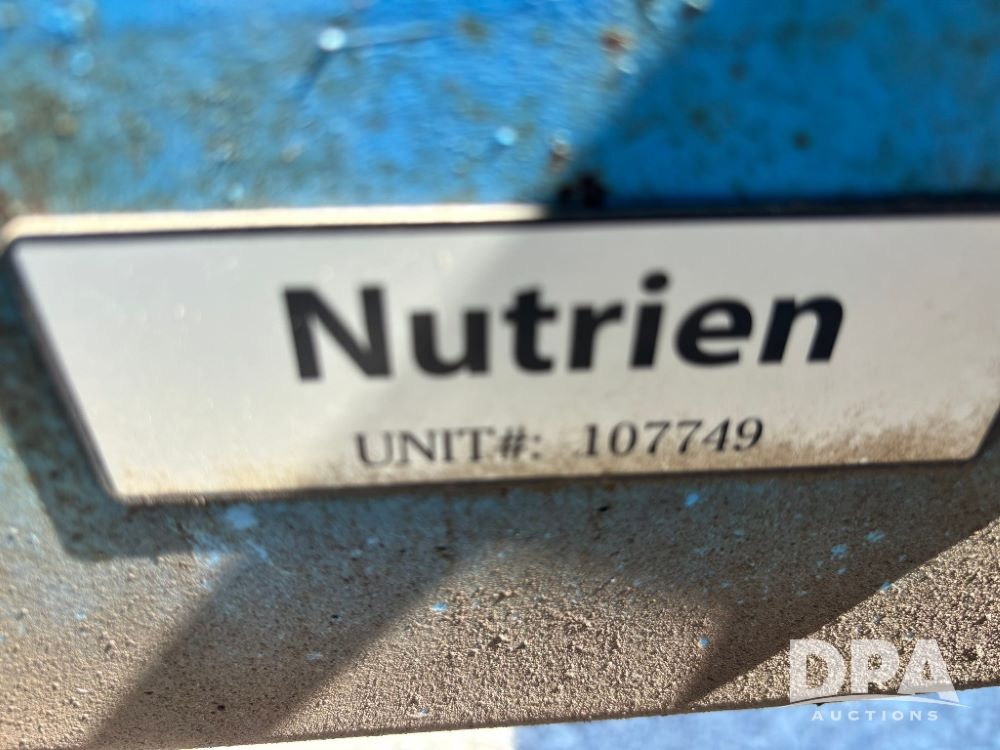 Nutrien
UNIT#: 107749
DPA
AUCTIONS